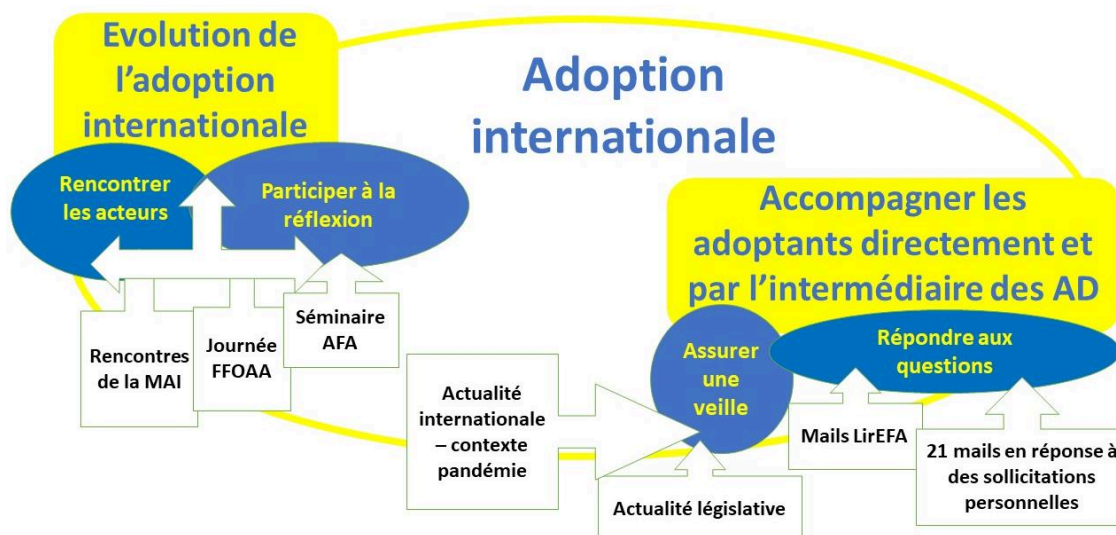 Evolution de
l’adoption
internationale
Adoption
internationale
Rencontrer
les acteurs
Participer à la
réflexion
Rencontres
de la MAI
Journée
FFOAA
Séminaire
AFA
Accompagner les
adoptants directement et
par l’intermédiaire des AD
Assurer
une
veille
Répondre aux
questions
Actualité
internationale
– contexte
pandémie
Actualité législative
Mails LirEFA
21 mails en réponse à
des sollicitations
personnelles